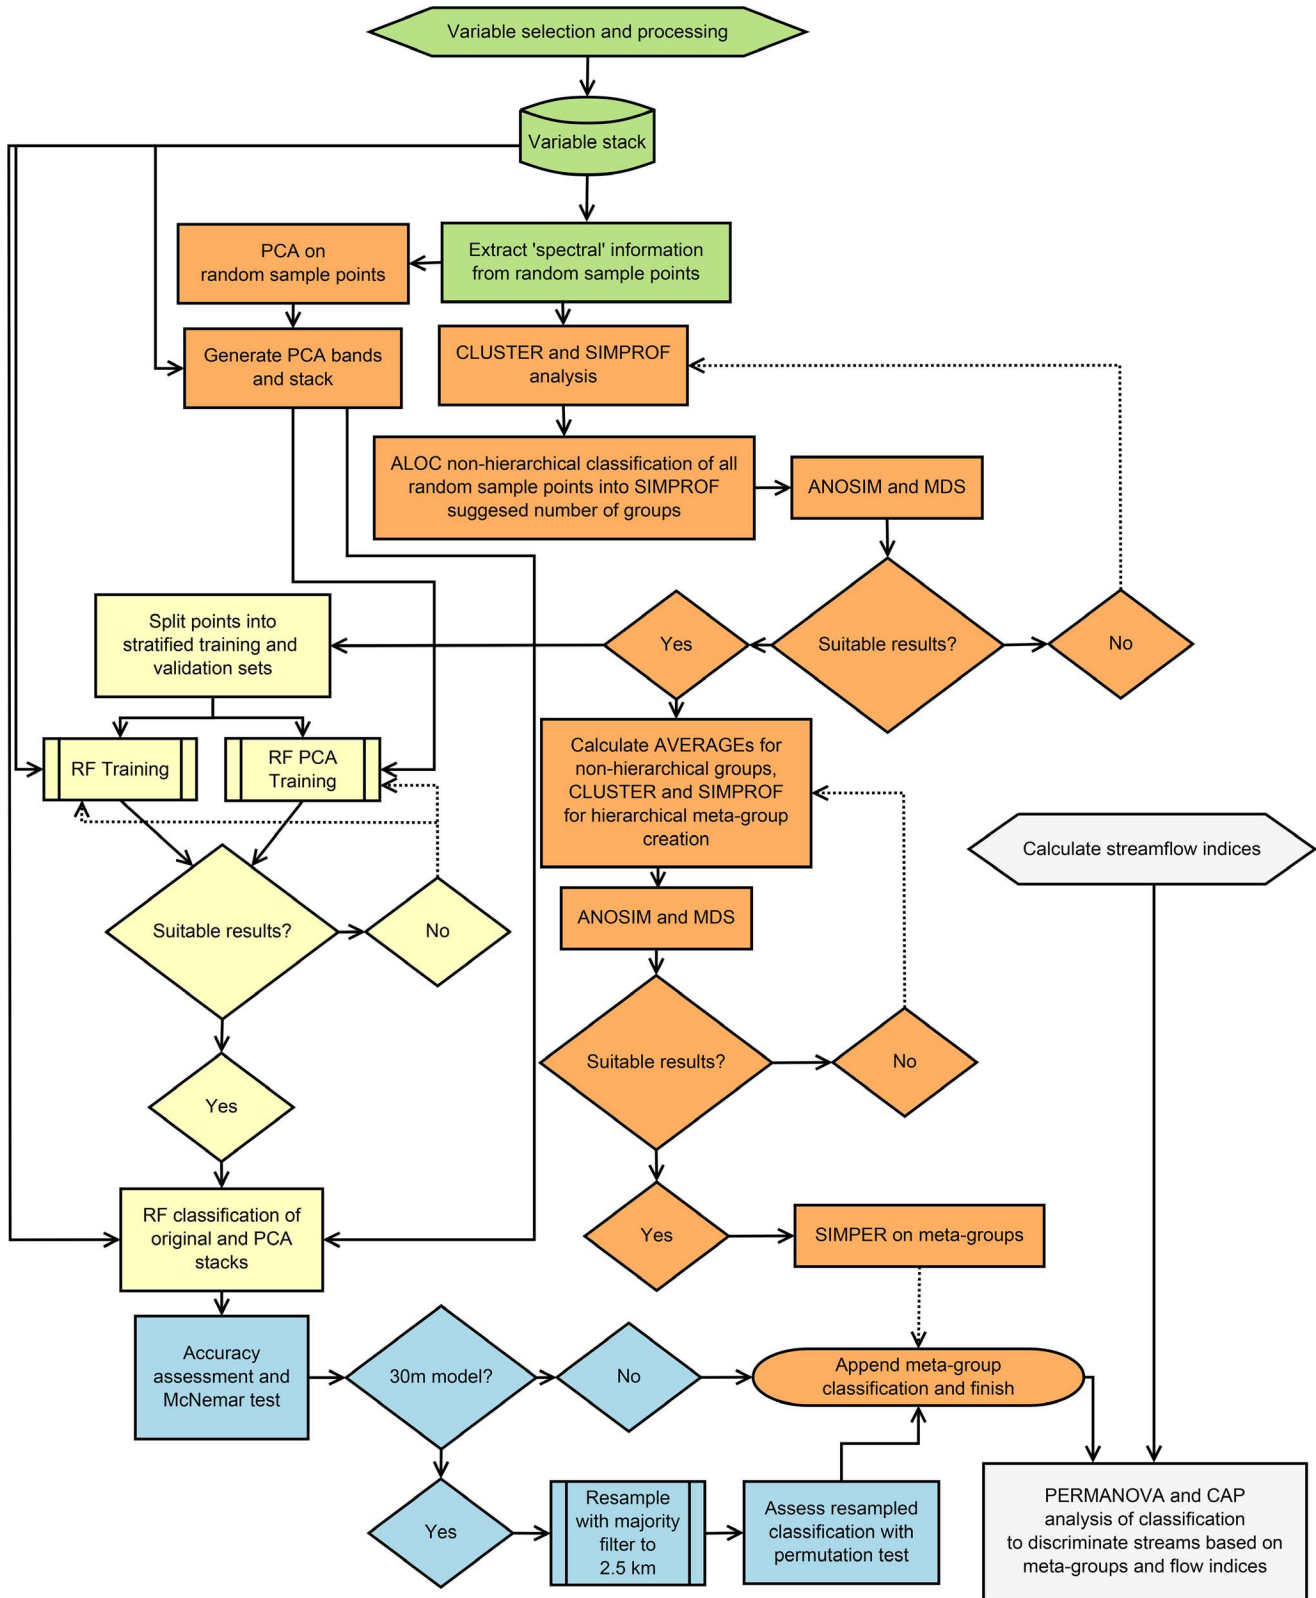 Variable selection and processing
Variable stack
PCA on
random sample points
Extract 'spectral' information
from random sample points
Generate PCA bands
and stack
CLUSTER and SIMPROF
analysis
ALOC non-hierarchical classification of all
random sample points into SIMPROF
suggesed number of groups
ANOSIM and MDS
Split points into
stratified training and
validation sets
Yes
Suitable results?
No
RF Training
RF PCA
Training
Calculate AVERAGEs for
non-hierarchical groups,
CLUSTER and SIMPROF
for hierarchical meta-group
creation
Calculate streamflow indices
ANOSIM and MDS
Suitable results?
No
Suitable results?
No
Yes
RF classification of
original and PCA
stacks
Yes
SIMPER on meta-groups
Accuracy
assessment and
McNemar test
30m model?
No
Append meta-group
classification and finish
Yes
Resample
with majority
filter to
2.5 km
Assess resampled
classification with
permutation test
PERMANOVA and CAP
analysis of classification
to discriminate streams based on
meta-groups and flow indices